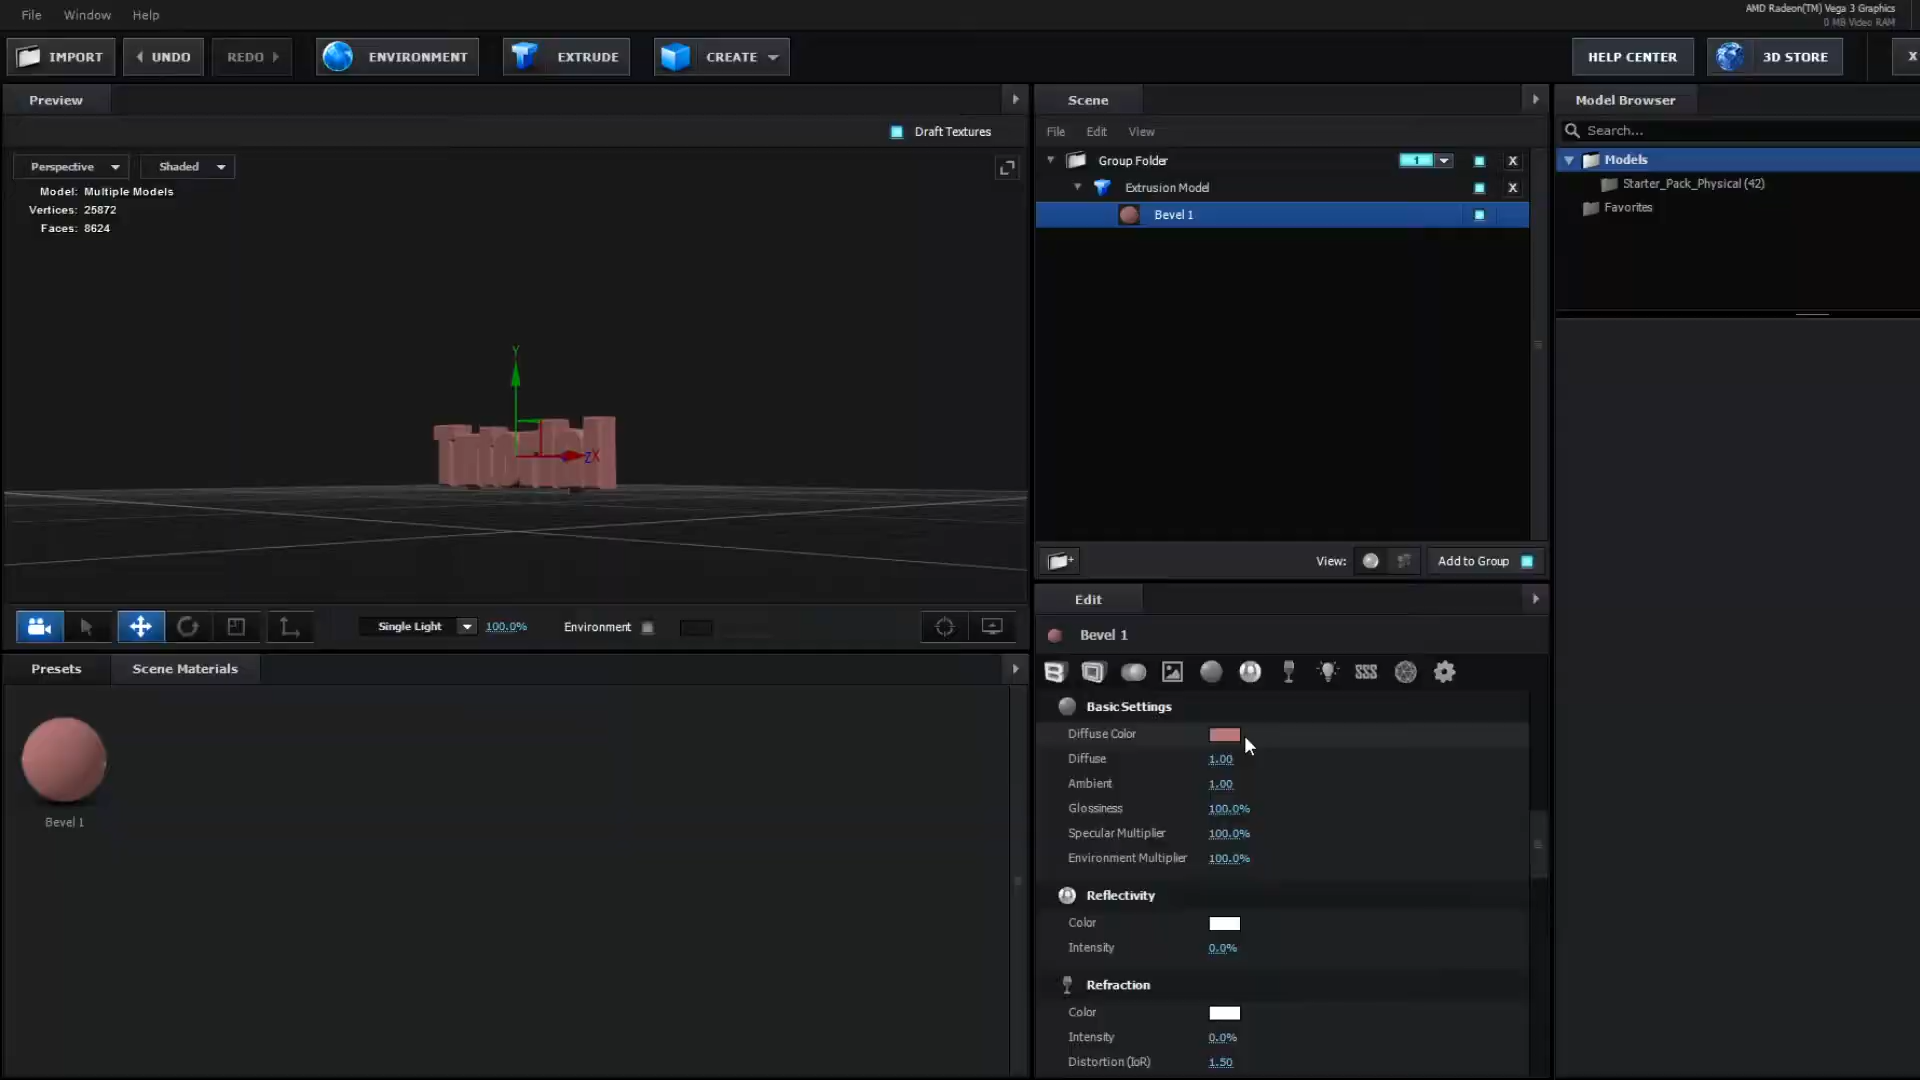 File Window Help
AMD Radeon(TM) Vega 3 Graphics
0 MB Video RAM
IMPORT UNDO REDO ENVIRONMENT EXTRUDE CREATE HELP CENTER 3D STORE X
Preview
Draft Textures
Perspective Shaded
Model: Multiple Models
Vertices: 25872
Faces: 8624
Y
X
Single Light 100.0% Environment
Presets Scene Materials
Bevel 1
Scene
File Edit View
Group Folder 1 X
Extrusion Model X
Bevel 1
View: Add to Group
Edit
Bevel 1
SSS
Basic Settings
Diffuse Color
Diffuse 1.00
Ambient 1.00
Glossiness 100.0%
Specular Multiplier 100.0%
Environment Multiplier 100.0%
Reflectivity
Color
Intensity 0.0%
Refraction
Color
Intensity 0.0%
Distortion (IoR) 1.50
Model Browser
Search...
Models
Starter_Pack_Physical (42)
Favorites